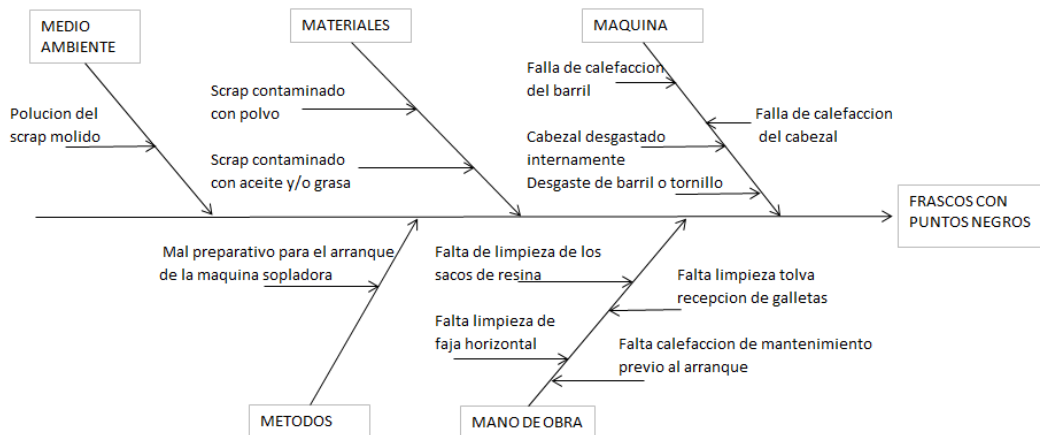 MEDIO
AMBIENTE
MATERIALES
MAQUINA
Polucion del
scrap molido
Scrap contaminado
con polvo
Scrap contaminado
con aceite y/o grasa
Falla de calefaccion
del barril
Falla de calefaccion
del cabezal
Cabezal desgastado
internamente
Desgaste de barril o tornillo
FRASCOS CON
PUNTOS NEGROS
Mal preparativo para el arranque
de la maquina sopladora
Falta de limpieza de los
sacos de resina
Falta limpieza tolva
recepcion de galletas
Falta limpieza de
faja horizontal
Falta calefaccion de mantenimiento
previo al arranque
METODOS
MANO DE OBRA